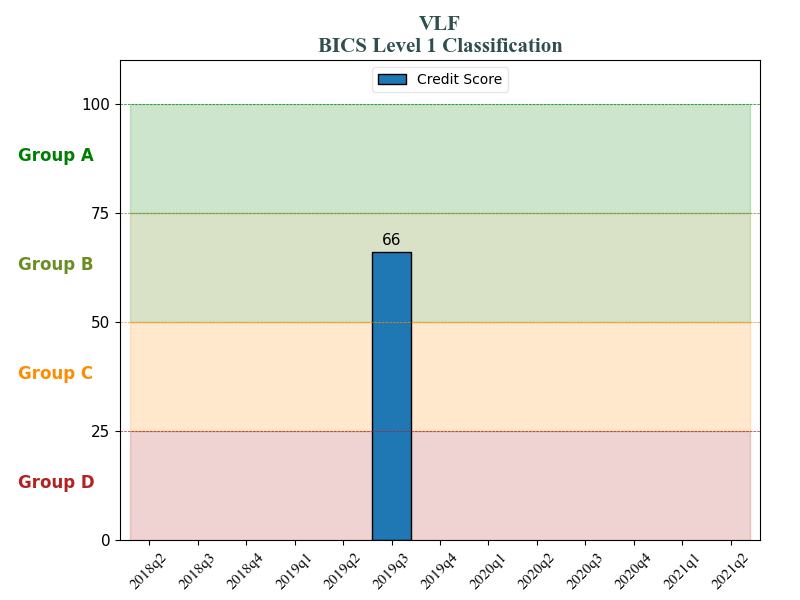 VLF
BICS Level 1 Classification
Credit Score
100
Group A
75
Group B
66
50
Group C
25
Group D
0
2018q2 2018q3 2018q4 2019q1 2019q2 2019q3 2019q4 2020q1 2020q2 2020q3 2020q4 2021q1 2021q2